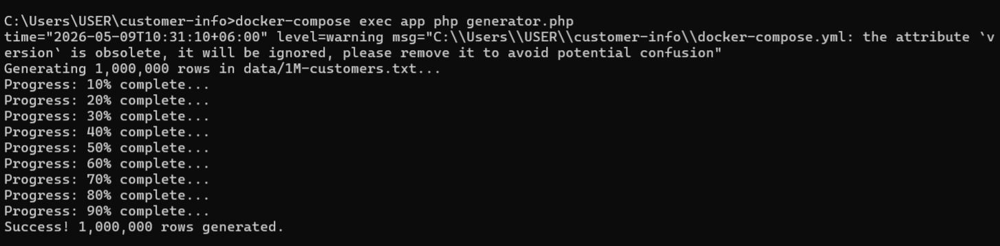 C:\Users\USER\customer-info>docker-compose exec app php generator.php
time="2026-05-09T10:31:10+06:00" level=warning msg="C:\\Users\\USER\\customer-info\\docker-compose.yml: the attribute `v
ersion` is obsolete, it will be ignored, please remove it to avoid potential confusion"
Generating 1,000,000 rows in data/1M-customers.txt...
Progress: 10% complete...
Progress: 20% complete...
Progress: 30% complete...
Progress: 40% complete...
Progress: 50% complete...
Progress: 60% complete...
Progress: 70% complete...
Progress: 80% complete...
Progress: 90% complete...
Success! 1,000,000 rows generated.